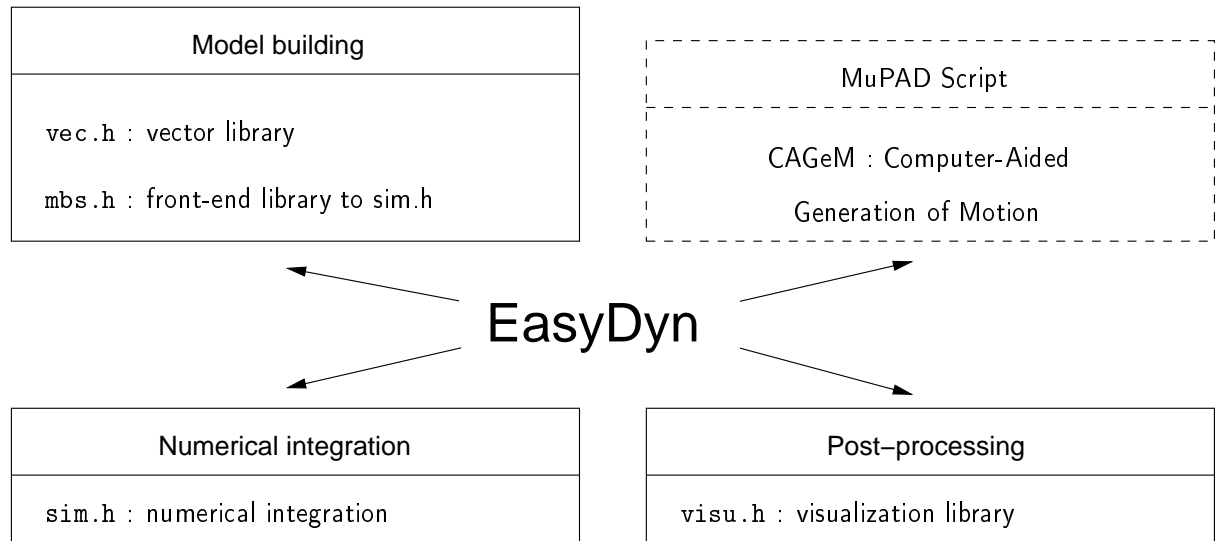 Model building
vec.h : vector library
mbs.h : front-end library to sim.h
MuPAD Script
CAGeM : Computer-Aided
Generation of Motion
EasyDyn
Numerical integration
sim.h : numerical integration
Post−processing
visu.h : visualization library